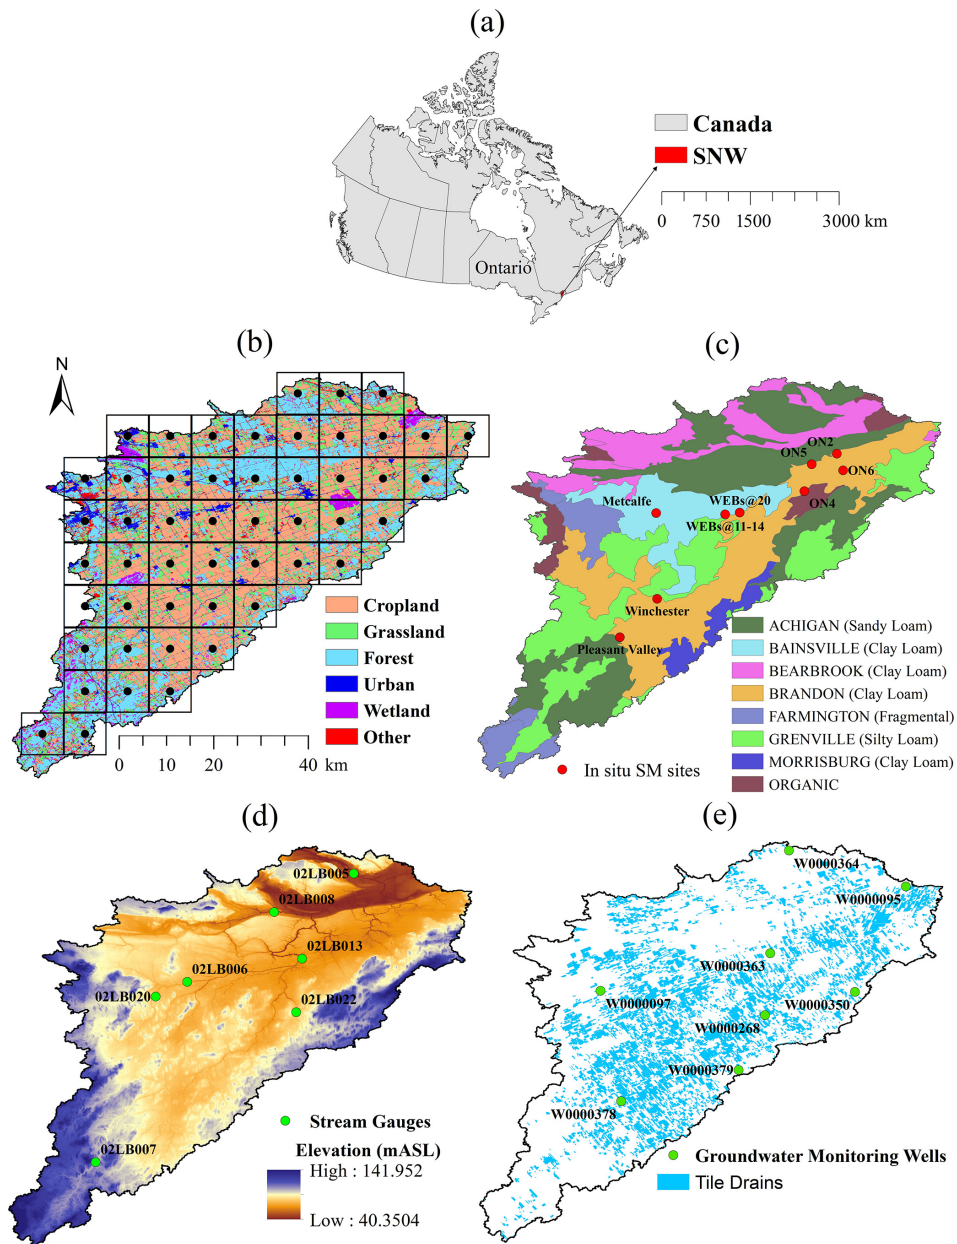 (a)
Canada
SNW
0 750 1500 3000 km
Ontario
(b)
N
Cropland
Grassland
Forest
Urban
Wetland
Other
0 10 20 40 km
(c)
ON2
ON5
ON6
ON4
Metcalfe
WEBs@20
WEBs@11-14
Winchester
Pleasant Valley
In situ SM sites
ACHIGAN (Sandy Loam)
BAINSVILLE (Clay Loam)
BEARBROOK (Clay Loam)
BRANDON (Clay Loam)
FARMINGTON (Fragmental)
GRENVILLE (Silty Loam)
MORRISBURG (Clay Loam)
ORGANIC
(d)
02LB005
02LB008
02LB013
02LB006
02LB020
02LB022
02LB007
Stream Gauges
Elevation (mASL)
High : 141.952
Low : 40.3504
(e)
W0000364
W0000095
W0000363
W0000097
W0000350
W0000268
W0000379
W0000378
Groundwater Monitoring Wells
Tile Drains